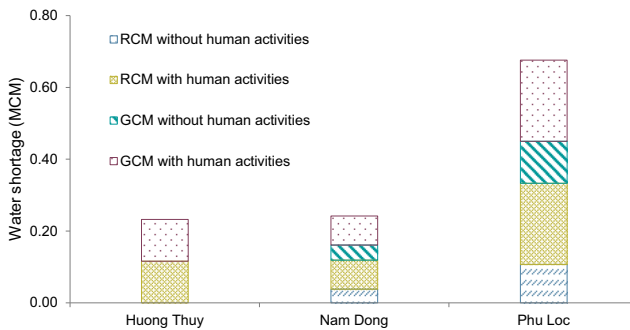 0.80
0.60
0.40
0.20
0.00
Water shortage (MCM)
RCM without human activities
RCM with human activities
GCM without human activities
GCM with human activities
Huong Thuy
Nam Dong
Phu Loc